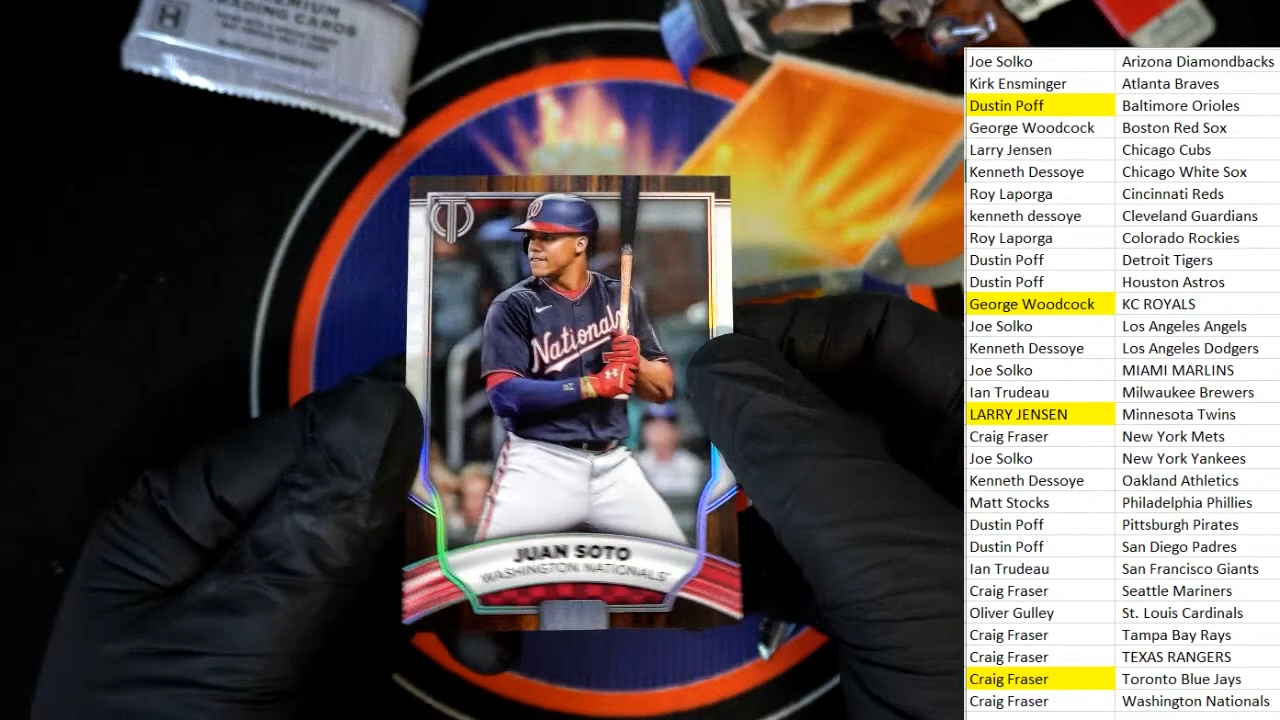 PREMIUM
TRADING CARDS
JUAN SOTO
WASHINGTON NATIONALS
Nationals
W
Joe Solko Arizona Diamondbacks
Kirk Ensminger Atlanta Braves
Dustin Poff Baltimore Orioles
George Woodcock Boston Red Sox
Larry Jensen Chicago Cubs
Kenneth Dessoye Chicago White Sox
Roy Laporga Cincinnati Reds
kenneth dessoye Cleveland Guardians
Roy Laporga Colorado Rockies
Dustin Poff Detroit Tigers
Dustin Poff Houston Astros
George Woodcock KC ROYALS
Joe Solko Los Angeles Angels
Kenneth Dessoye Los Angeles Dodgers
Joe Solko MIAMI MARLINS
Ian Trudeau Milwaukee Brewers
LARRY JENSEN Minnesota Twins
Craig Fraser New York Mets
Joe Solko New York Yankees
Kenneth Dessoye Oakland Athletics
Matt Stocks Philadelphia Phillies
Dustin Poff Pittsburgh Pirates
Dustin Poff San Diego Padres
Ian Trudeau San Francisco Giants
Craig Fraser Seattle Mariners
Oliver Gulley St. Louis Cardinals
Craig Fraser Tampa Bay Rays
Craig Fraser TEXAS RANGERS
Craig Fraser Toronto Blue Jays
Craig Fraser Washington Nationals